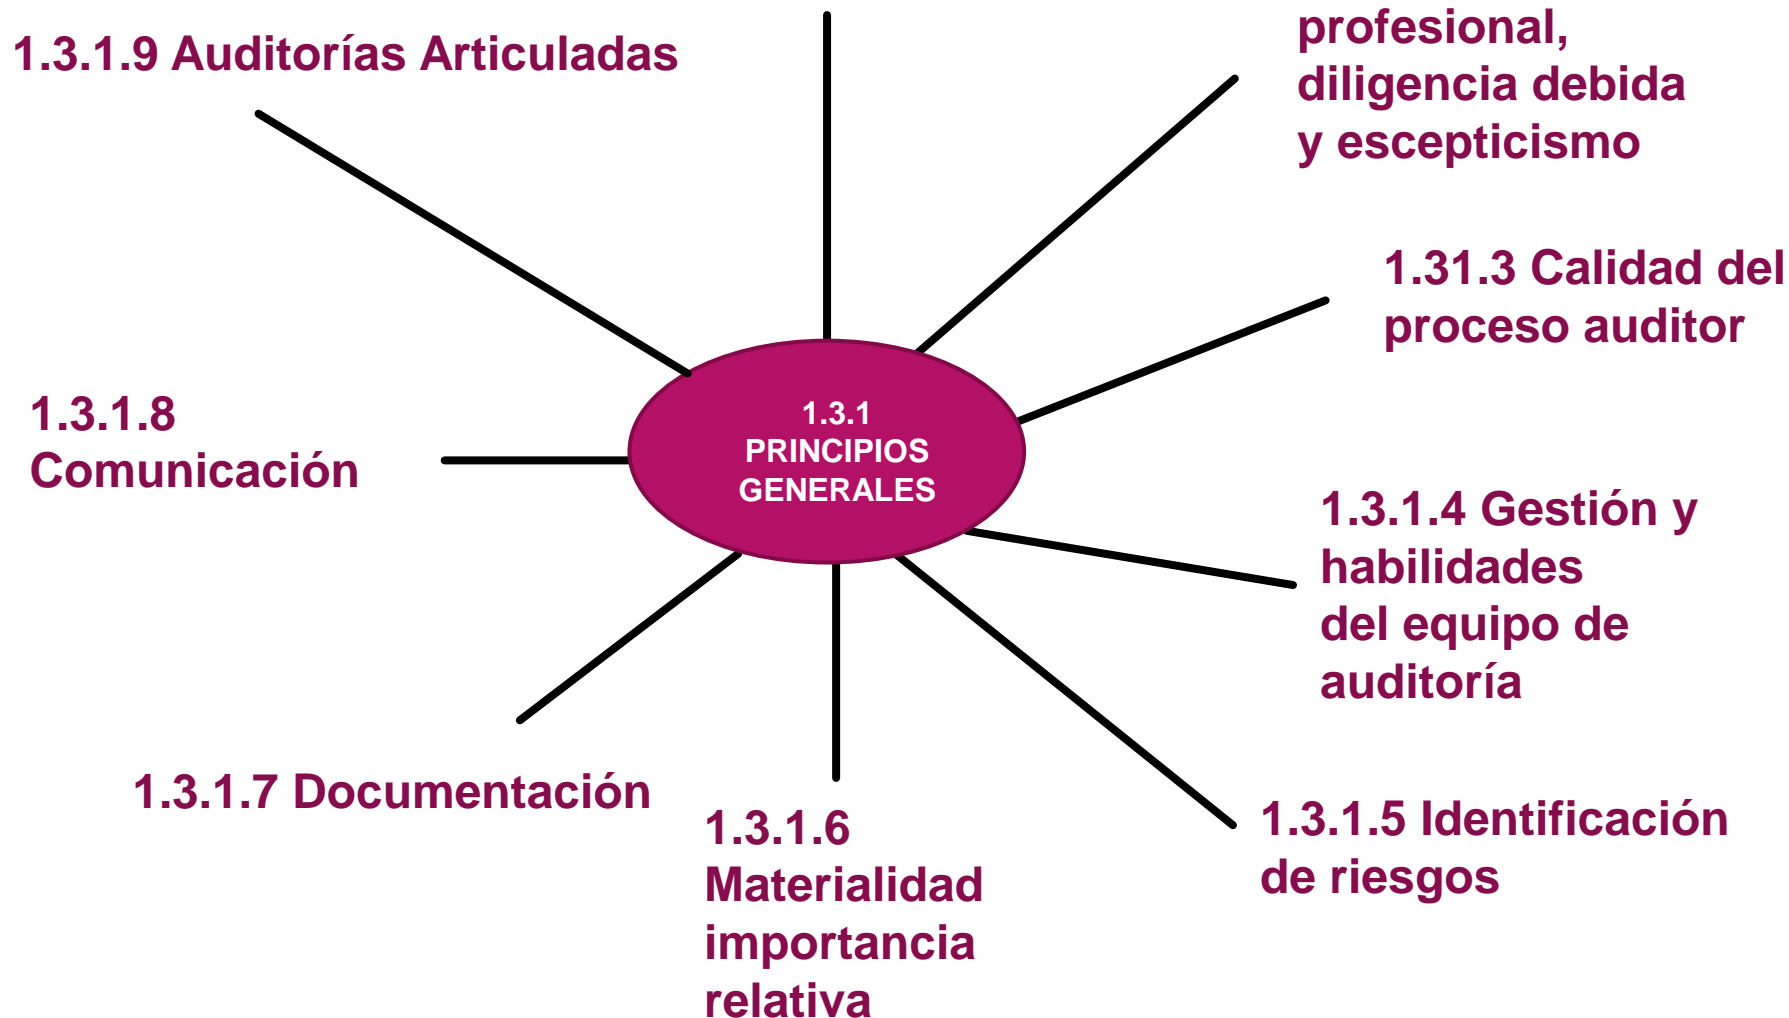 1.3.1.9 Auditorías Articuladas
profesional,
diligencia debida
y escepticismo
1.31.3 Calidad del
proceso auditor
1.3.1.8
Comunicación
1.3.1
PRINCIPIOS
GENERALES
1.3.1.4 Gestión y
habilidades
del equipo de
auditoría
1.3.1.7 Documentación
1.3.1.6
Materialidad
importancia
relativa
1.3.1.5 Identificación
de riesgos